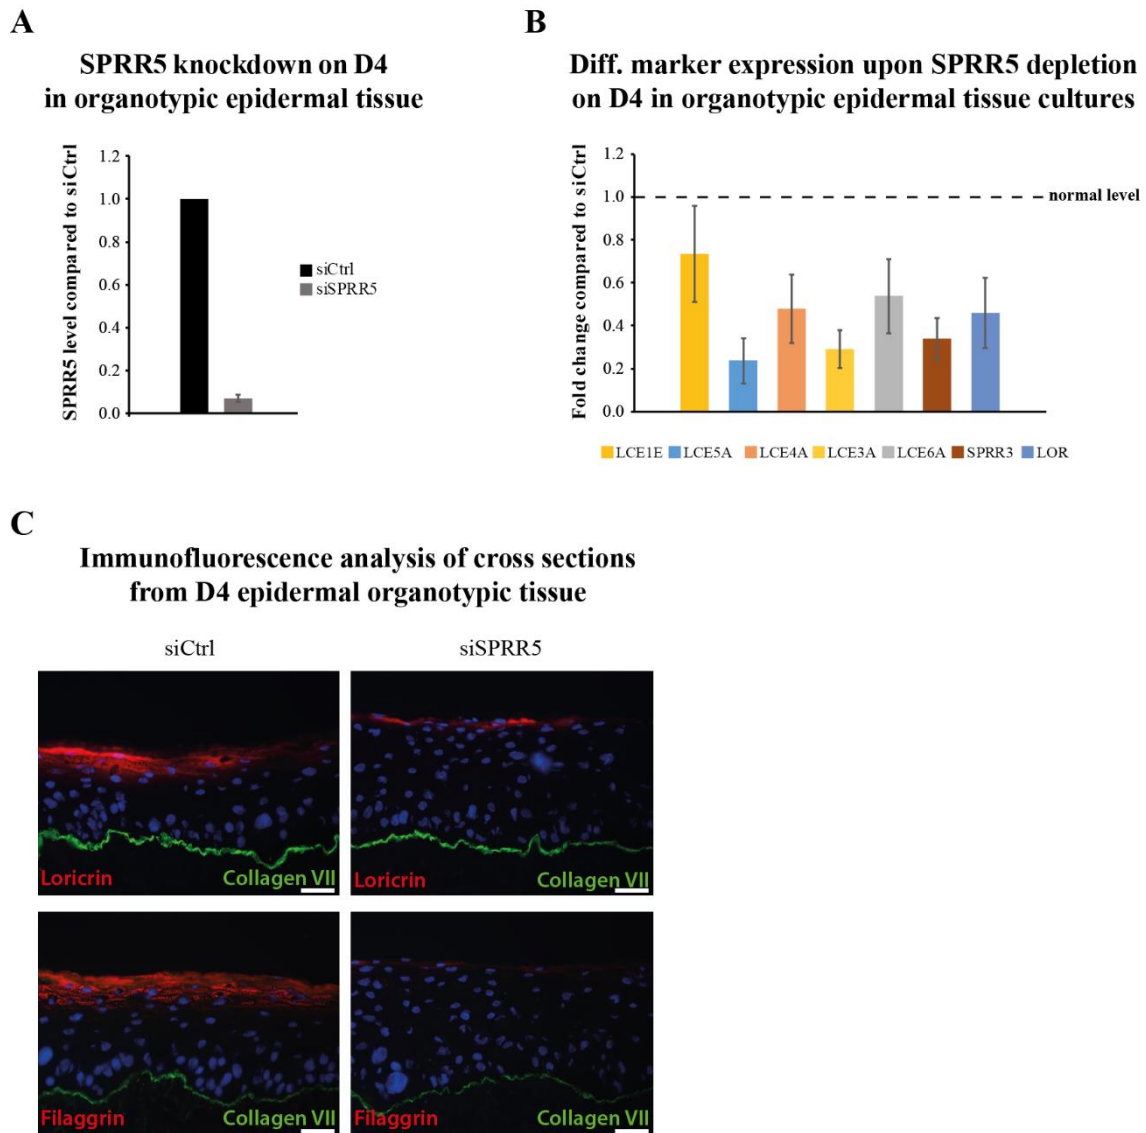 A
SPRR5 knockdown on D4
in organotypic epidermal tissue
SPRR5 level compared to siCtrl
1.2
1.0
0.8
0.6
0.4
0.2
0.0
siCtrl
siSPRR5
B
Diff. marker expression upon SPRR5 depletion
on D4 in organotypic epidermal tissue cultures
Fold change compared to siCtrl
1.2
1.0
0.8
0.6
0.4
0.2
0.0
normal level
LCE1E LCE5A LCE4A LCE3A LCE6A SPRR3 LOR
C
Immunofluorescence analysis of cross sections
from D4 epidermal organotypic tissue
siCtrl siSPRR5
Loricrin Collagen VII Loricrin Collagen VII
Filaggrin Collagen VII Filaggrin Collagen VII